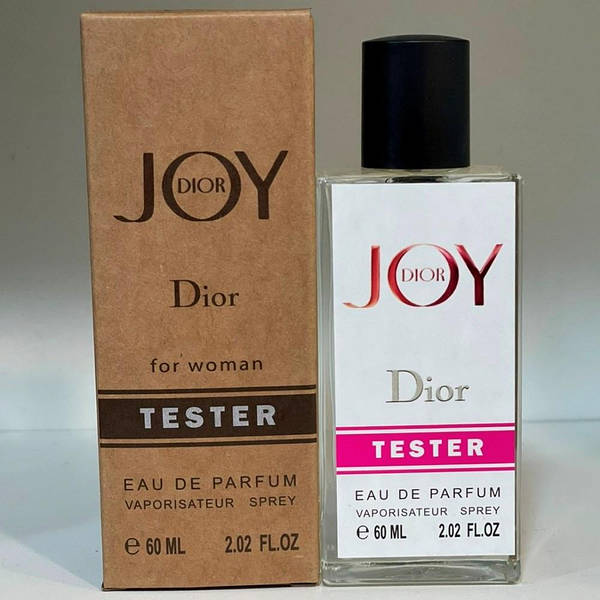 JOY
DIOR
Dior
for woman
TESTER
EAU DE PARFUM
VAPORISATEUR SPREY
℮ 60 ML 2.02 FL.OZ
JOY
DIOR
Dior
TESTER
EAU DE PARFUM
VAPORISATEUR SPREY
℮ 60 ML 2.02 FL.OZ